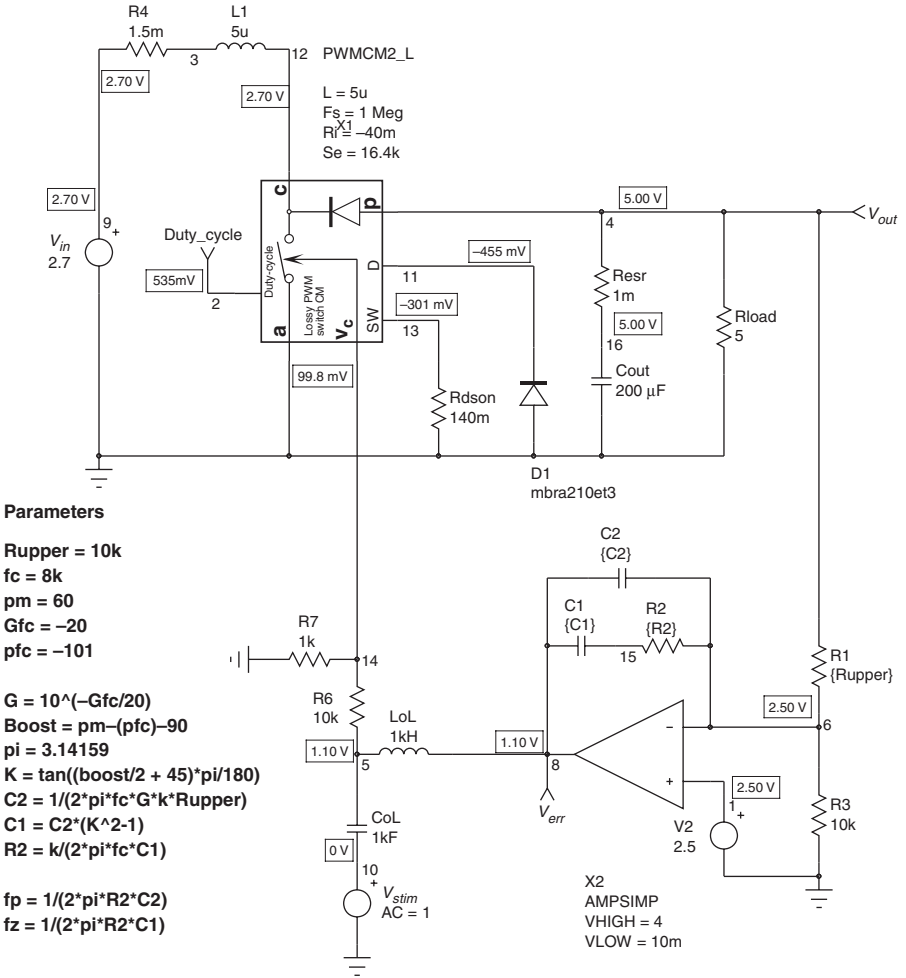 R4
1.5m
L1
5u
3
12
PWMCM2_L
2.70 V
2.70 V
L = 5u
Fs = 1 Meg
X1
Ri = –40m
Se = 16.4k
2.70 V
9
+
Vin
2.7
Duty_cycle
535mV
2
c
p
Duty-cycle
Lossy PWM
switch CM
a
vc
D
SW
5.00 V
4
Vout
–455 mV
11
–301 mV
13
99.8 mV
Resr
1m
5.00 V
16
Cout
200 µF
Rload
5
Rdson
140m
D1
mbra210et3
Parameters
Rupper = 10k
fc = 8k
pm = 60
Gfc = –20
pfc = –101
G = 10^(–Gfc/20)
Boost = pm–(pfc)–90
pi = 3.14159
K = tan((boost/2 + 45)*pi/180)
C2 = 1/(2*pi*fc*G*k*Rupper)
C1 = C2*(K^2-1)
R2 = k/(2*pi*fc*C1)
fp = 1/(2*pi*R2*C2)
fz = 1/(2*pi*R2*C1)
C2
{C2}
C1
{C1}
R2
{R2}
15
R7
1k
14
R6
10k
LoL
1kH
1.10 V
5
1.10 V
8
Verr
R1
{Rupper}
2.50 V
6
–
+
2.50 V
1
+
V2
2.5
R3
10k
CoL
1kF
0 V
10
+
Vstim
AC = 1
X2
AMPSIMP
VHIGH = 4
VLOW = 10m